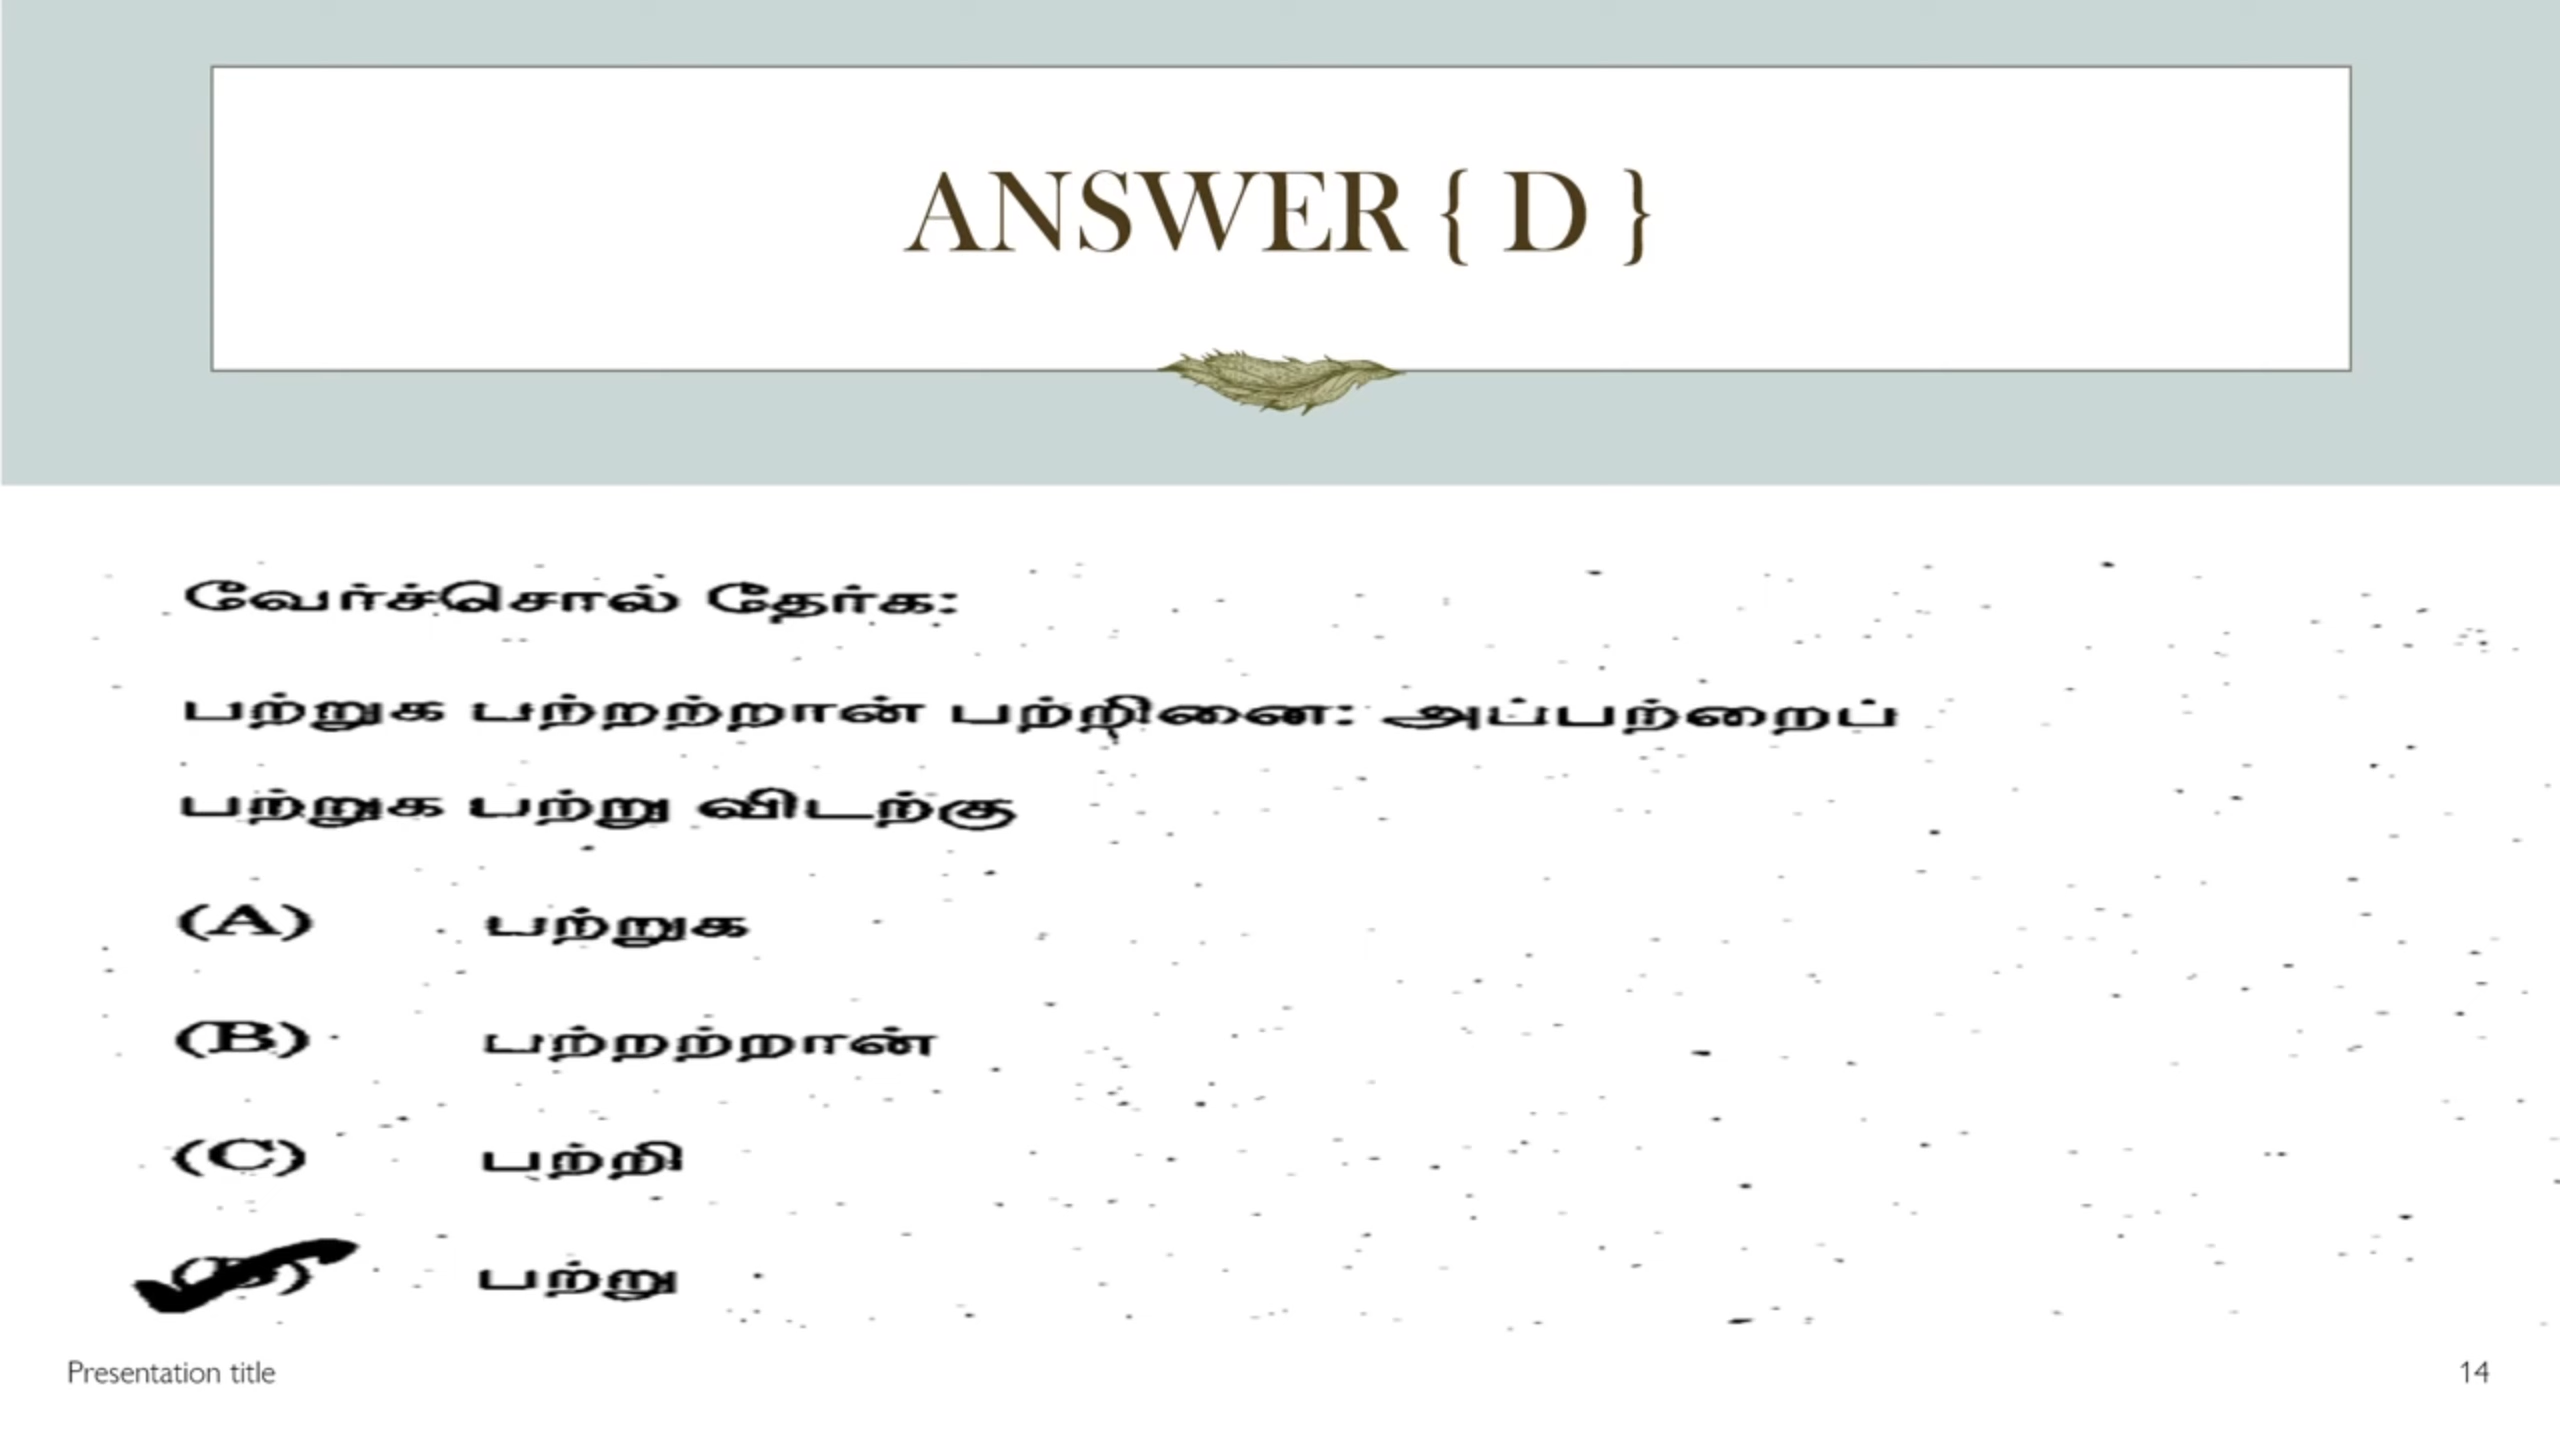 ANSWER { D }
வேர்ச்சொல் தேர்க:
பற்றுக பற்றற்றான் பற்றினை: அப்பற்றைப்
பற்றுக பற்று விடற்கு
(A) பற்றுக
(B) பற்றற்றான்
(C) பற்றி
(D) பற்று
Presentation title
14